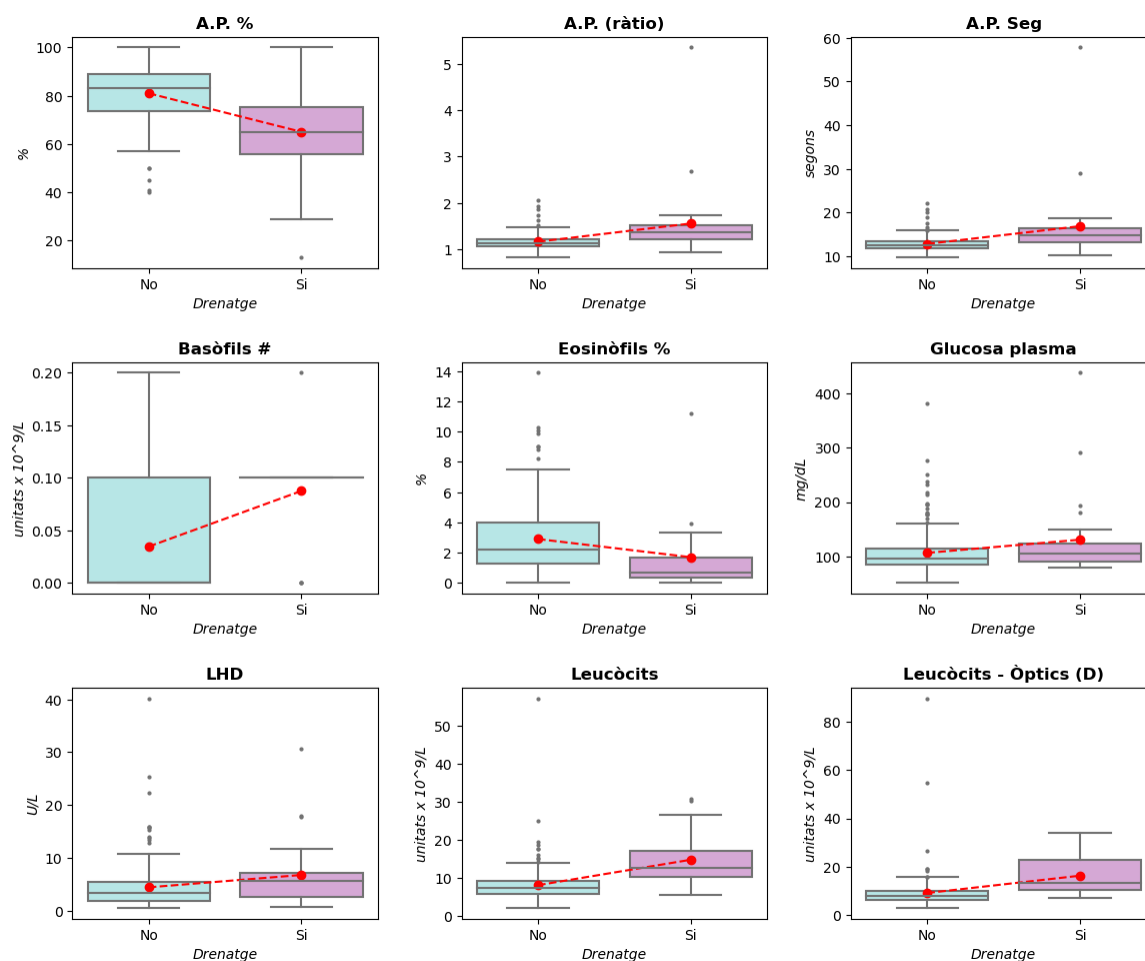 A.P. %
A.P. (ràtio)
A.P. Seg
100
80
60
40
20
%
No
Si
Drenatge
5
4
3
2
1
No
Si
Drenatge
60
50
40
30
20
10
segons
No
Si
Drenatge
Basòfils #
Eosinòfils %
Glucosa plasma
0.20
0.15
0.10
0.05
0.00
unitats x 10^9/L
No
Si
Drenatge
14
12
10
8
6
4
2
0
%
No
Si
Drenatge
400
300
200
100
mg/dL
No
Si
Drenatge
LHD
Leucòcits
Leucòcits - Òptics (D)
40
30
20
10
0
U/L
No
Si
Drenatge
50
40
30
20
10
0
unitats x 10^9/L
No
Si
Drenatge
80
60
40
20
0
unitats x 10^9/L
No
Si
Drenatge